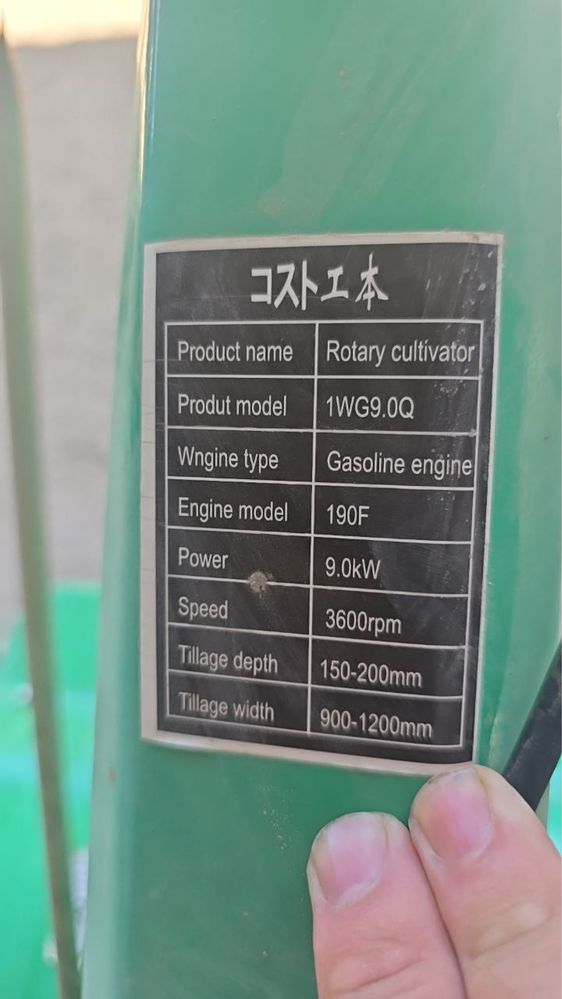 コスト工本
Product name Rotary cultivator
Produt model 1WG9.0Q
Wngine type Gasoline engine
Engine model 190F
Power 9.0kW
Speed 3600rpm
Tillage depth 150-200mm
Tillage width 900-1200mm